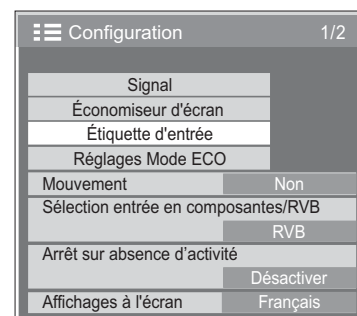 Configuration 1/2
Signal
Économiseur d'écran
Étiquette d'entrée
Réglages Mode ECO
Mouvement Non
Sélection entrée en composantes/RVB
RVB
Arrêt sur absence d'activité
Désactiver
Affichages à l'écran Français